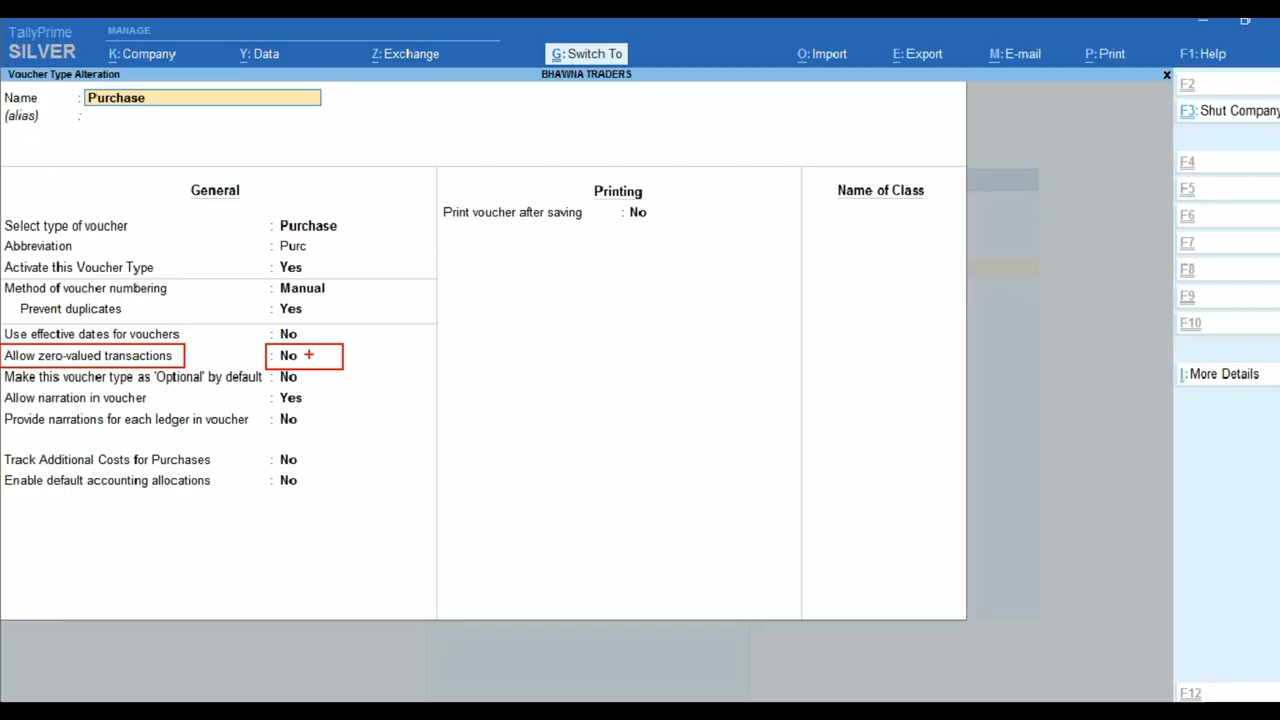 TallyPrime
SILVER
MANAGE
K: Company
Y: Data
Z: Exchange
G: Switch To
O: Import
E: Export
M: E-mail
P: Print
F1: Help
Voucher Type Alteration
BHAWNA TRADERS
x
Name : Purchase
(alias) :
General
Select type of voucher : Purchase
Abbreviation : Purc
Activate this Voucher Type : Yes
Method of voucher numbering : Manual
Prevent duplicates : Yes
Use effective dates for vouchers : No
Allow zero-valued transactions : No +
Make this voucher type as 'Optional' by default : No
Allow narration in voucher : Yes
Provide narrations for each ledger in voucher : No
Track Additional Costs for Purchases : No
Enable default accounting allocations : No
Printing
Print voucher after saving : No
Name of Class
F2
F3: Shut Company
F4
F5
F6
F7
F8
F9
F10
I: More Details
F12